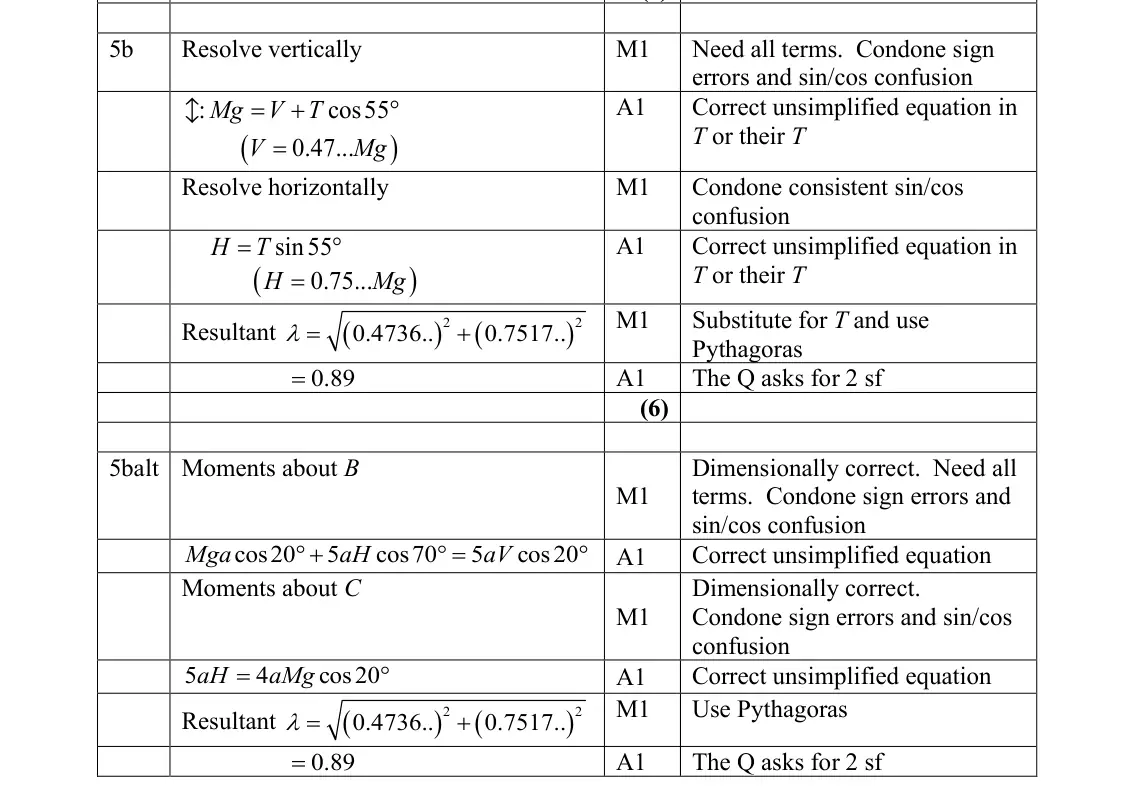 5b Resolve vertically M1 Need all terms. Condone sign
errors and sin/cos confusion
↕: Mg = V + T cos 55° A1 Correct unsimplified equation in
(V = 0.47...Mg) T or their T
Resolve horizontally M1 Condone consistent sin/cos
confusion
H = T sin 55° A1 Correct unsimplified equation in
(H = 0.75...Mg) T or their T
Resultant λ = √((0.4736..)² + (0.7517..)²) M1 Substitute for T and use
Pythagoras
= 0.89 A1 The Q asks for 2 sf
(6)
5balt Moments about B M1 Dimensionally correct. Need all
terms. Condone sign errors and
sin/cos confusion
Mga cos 20° + 5aH cos 70° = 5aV cos 20° A1 Correct unsimplified equation
Moments about C M1 Dimensionally correct.
Condone sign errors and sin/cos
confusion
5aH = 4aMg cos 20° A1 Correct unsimplified equation
Resultant λ = √((0.4736..)² + (0.7517..)²) M1 Use Pythagoras
= 0.89 A1 The Q asks for 2 sf